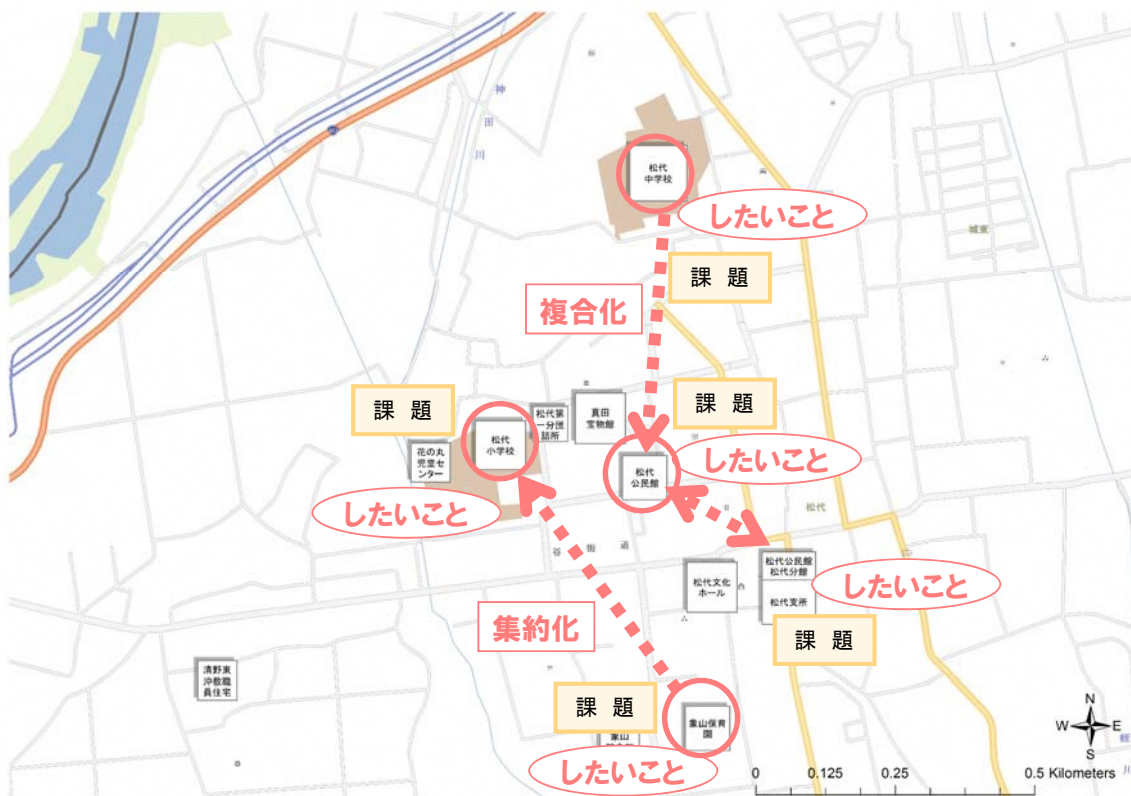 神
田
川
松代
中学校
したいこと
城東
課 題
複合化
課 題
課 題
松代第
一分団
詰所
真田
宝物館
松代
小学校
花の丸
児童セ
ンター
したいこと
松代
公民館
したいこと
松代
谷 街 道
松代公民館
松代分館
松代支所
したいこと
松代文化
ホール
集約化
課 題
清野東
沖教職
員住宅
課 題
象山
象山保育
園
したいこと
N
W E
S
0 0.125 0.25 0.5 Kilometers
川